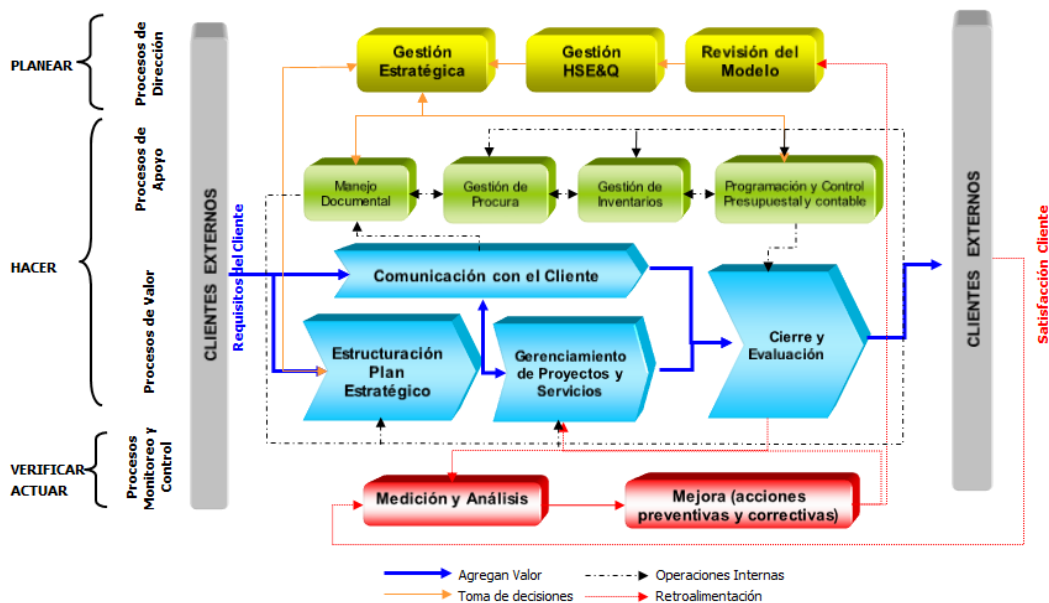 PLANEAR
Procesos de
Dirección
Gestión
Estratégica
Gestión
HSE&Q
Revisión del
Modelo
HACER
Procesos de
Apoyo
Manejo
Documental
Gestión de
Procura
Gestión de
Inventarios
Programación y Control
Presupuestal y contable
CLIENTES EXTERNOS
Requisitos del Cliente
Procesos de Valor
Comunicación con el Cliente
Estructuración
Plan
Estratégico
Gerenciamiento
de Proyectos y
Servicios
Cierre y
Evaluación
CLIENTES EXTERNOS
Satisfacción Cliente
VERIFICAR
ACTUAR
Procesos
Monitoreo y
Control
Medición y Análisis
Mejora (acciones
preventivas y correctivas)
Agregan Valor
Operaciones Internas
Toma de decisiones
Retroalimentación